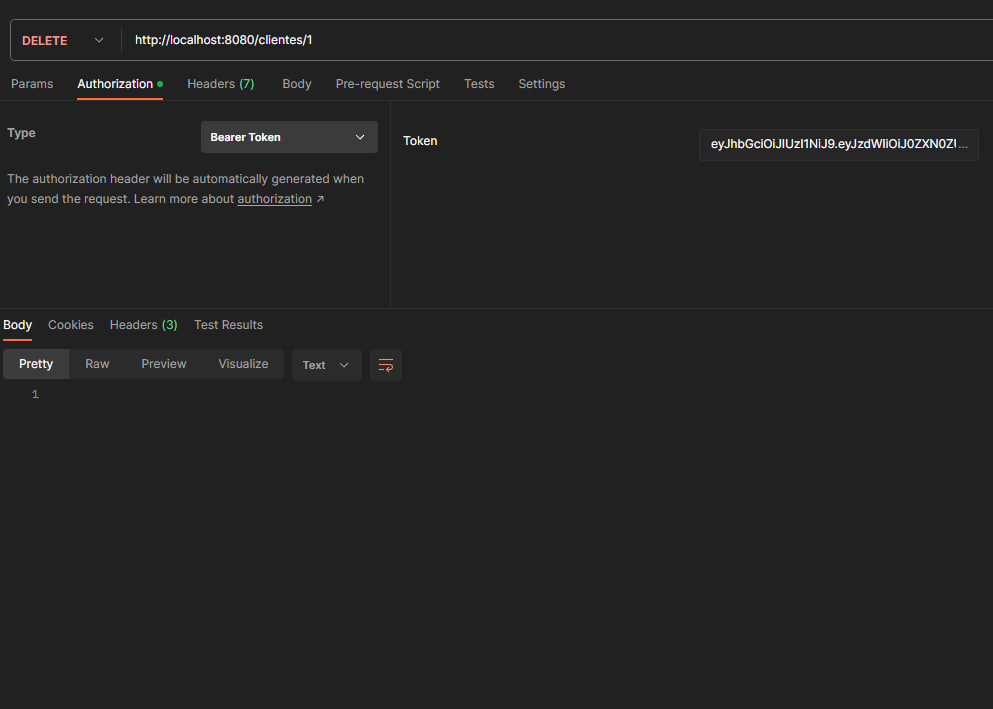 DELETE http://localhost:8080/clientes/1
Params Authorization Headers (7) Body Pre-request Script Tests Settings
Type Bearer Token
The authorization header will be automatically generated when
you send the request. Learn more about authorization ↗
Token eyJhbGciOiJIUzI1NiJ9.eyJzdWIiOiJ0ZXN0ZU...
Body Cookies Headers (3) Test Results
Pretty Raw Preview Visualize Text
1